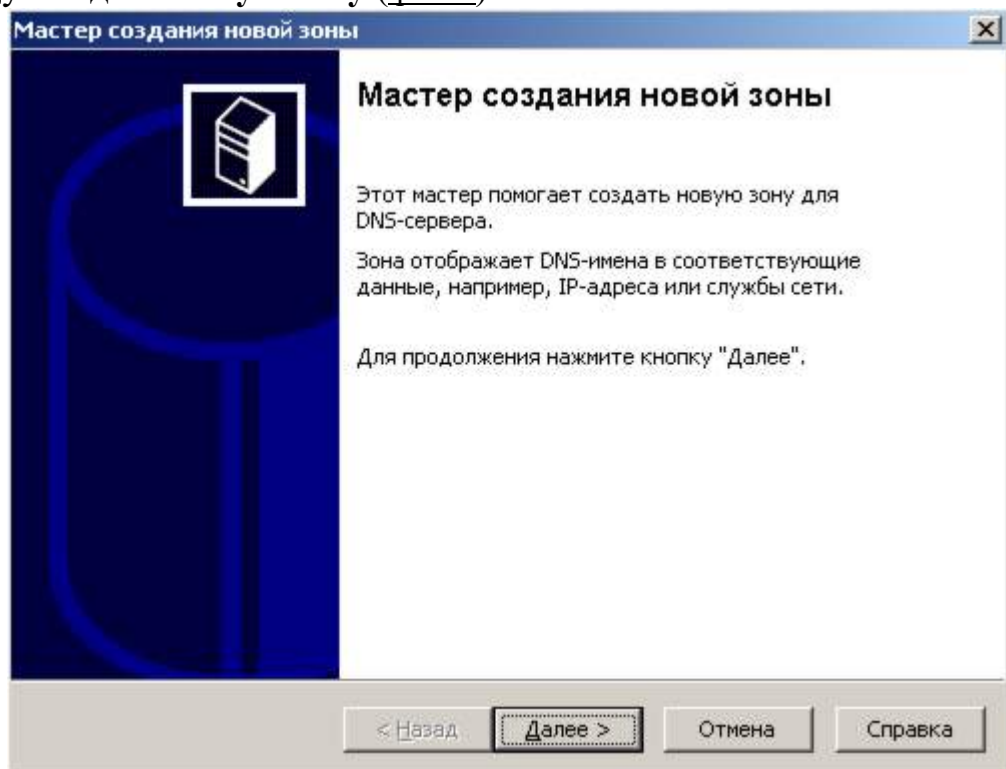 Мастер создания новой зоны
Мастер создания новой зоны
Этот мастер помогает создать новую зону для
DNS-сервера.
Зона отображает DNS-имена в соответствующие
данные, например, IP-адреса или службы сети.
Для продолжения нажмите кнопку "Далее".
< Назад Далее > Отмена Справка